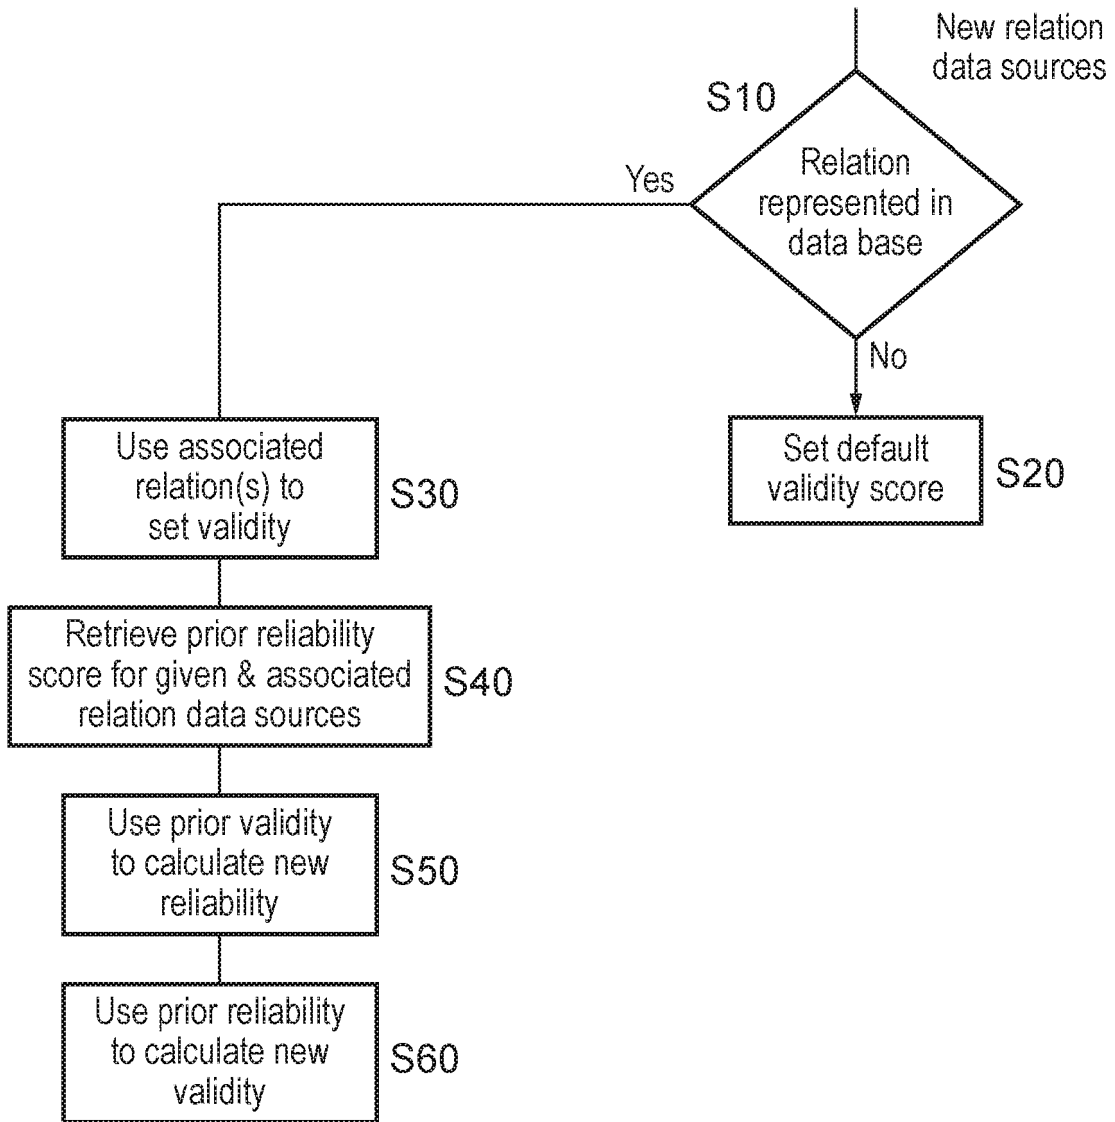 New relation
data sources
S10
Relation
represented in
data base
Yes
No
Set default
validity score
S20
Use associated
relation(s) to
set validity
S30
Retrieve prior reliability
score for given & associated
relation data sources
S40
Use prior validity
to calculate new
reliability
S50
Use prior reliability
to calculate new
validity
S60